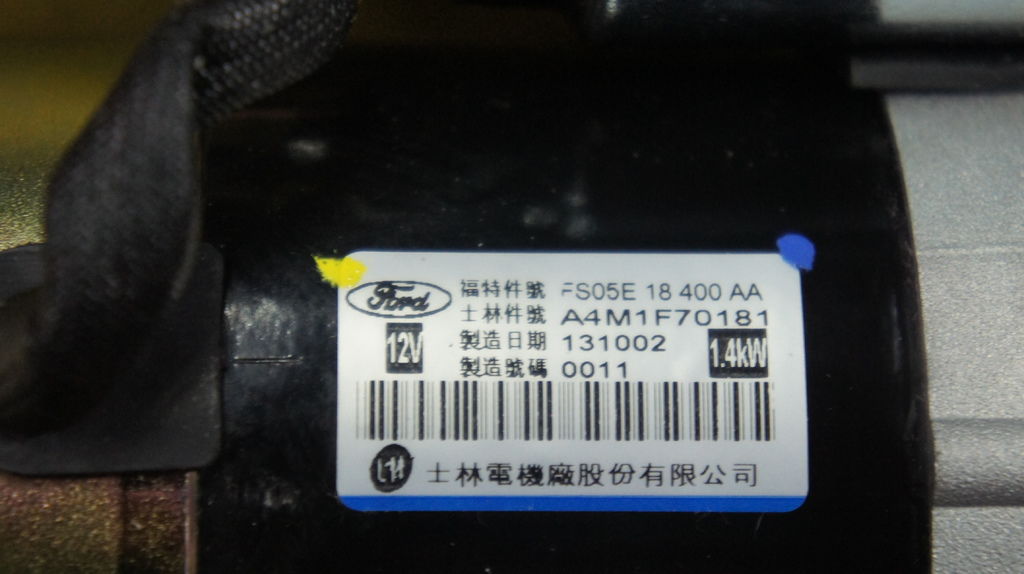 Ford 福特件號 FS05E 18 400 AA
士林件號 A4M1F70181
12V 製造日期 131002 1.4kW
製造號碼 0011
士林電機廠股份有限公司